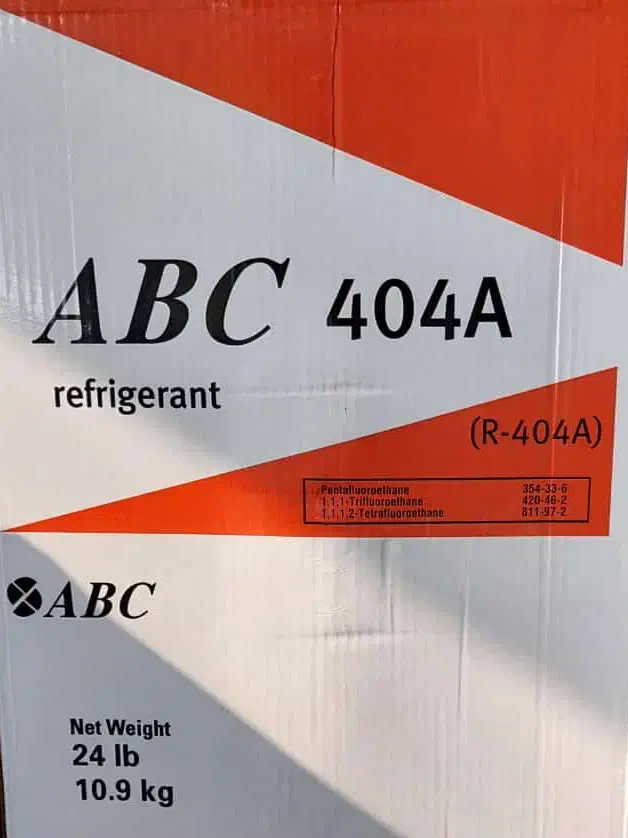 ABC 404A
refrigerant
(R-404A)
Pentafluoroethane 354-33-6
1,1,1-Trifluoroethane 420-46-2
1,1,1,2-Tetrafluoroethane 811-97-2
ABC
Net Weight
24 lb
10.9 kg